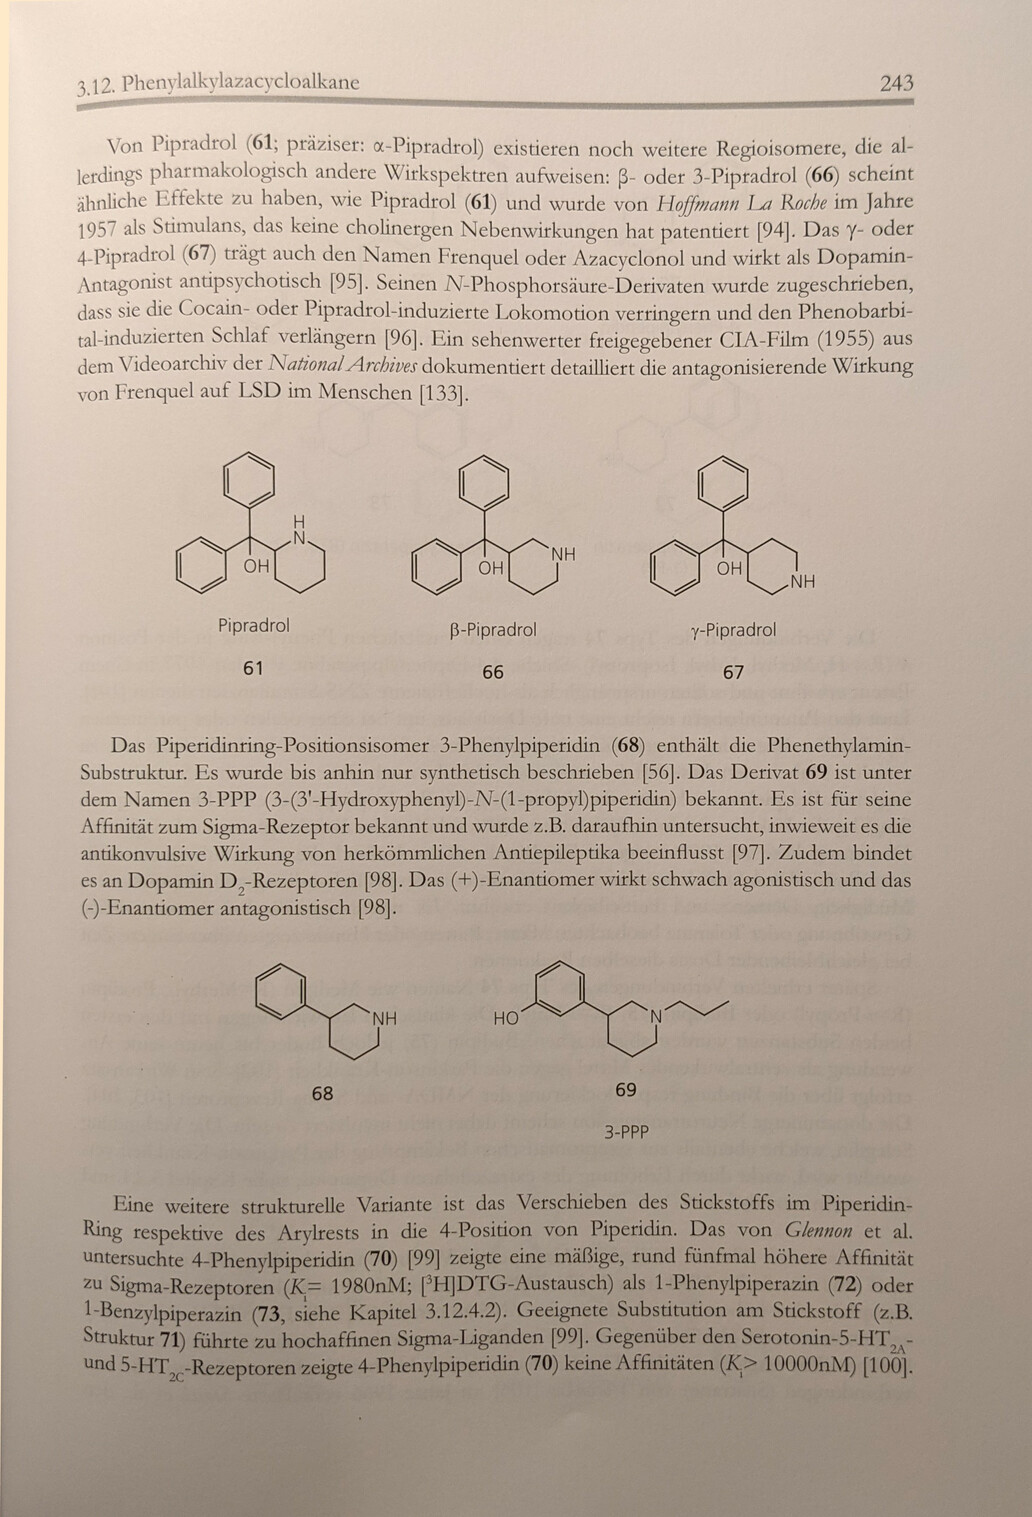 3.12. Phenylalkylazacycloalkane 243
Von Pipradrol (61; präziser: α-Pipradrol) existieren noch weitere Regioisomere, die al-
lerdings pharmakologisch andere Wirkspektren aufweisen: β- oder 3-Pipradrol (66) scheint
ähnliche Effekte zu haben, wie Pipradrol (61) und wurde von Hoffmann La Roche im Jahre
1957 als Stimulans, das keine cholinergen Nebenwirkungen hat patentiert [94]. Das γ- oder
4-Pipradrol (67) trägt auch den Namen Frenquel oder Azacyclonol und wirkt als Dopamin-
Antagonist antipsychotisch [95]. Seinen N-Phosphorsäure-Derivaten wurde zugeschrieben,
dass sie die Cocain- oder Pipradrol-induzierte Lokomotion verringern und den Phenobarbi-
tal-induzierten Schlaf verlängern [96]. Ein sehenwerter freigegebener CIA-Film (1955) aus
dem Videoarchiv der National Archives dokumentiert detailliert die antagonisierende Wirkung
von Frenquel auf LSD im Menschen [133].
H
N
OH
OH
NH
OH
NH
Pipradrol
β-Pipradrol
γ-Pipradrol
61
66
67
Das Piperidinring-Positionsisomer 3-Phenylpiperidin (68) enthält die Phenethylamin-
Substruktur. Es wurde bis anhin nur synthetisch beschrieben [56]. Das Derivat 69 ist unter
dem Namen 3-PPP (3-(3'-Hydroxyphenyl)-N-(1-propyl)piperidin) bekannt. Es ist für seine
Affinität zum Sigma-Rezeptor bekannt und wurde z.B. daraufhin untersucht, inwieweit es die
antikonvulsive Wirkung von herkömmlichen Antiepileptika beeinflusst [97]. Zudem bindet
es an Dopamin D2-Rezeptoren [98]. Das (+)-Enantiomer wirkt schwach agonistisch und das
(-)-Enantiomer antagonistisch [98].
NH
HO
N
68
69
3-PPP
Eine weitere strukturelle Variante ist das Verschieben des Stickstoffs im Piperidin-
Ring respektive des Arylrests in die 4-Position von Piperidin. Das von Glennon et al.
untersuchte 4-Phenylpiperidin (70) [99] zeigte eine mäßige, rund fünfmal höhere Affinität
zu Sigma-Rezeptoren (Ki= 1980nM; [³H]DTG-Austausch) als 1-Phenylpiperazin (72) oder
1-Benzylpiperazin (73, siehe Kapitel 3.12.4.2). Geeignete Substitution am Stickstoff (z.B.
Struktur 71) führte zu hochaffinen Sigma-Liganden [99]. Gegenüber den Serotonin-5-HT2A-
und 5-HT2C-Rezeptoren zeigte 4-Phenylpiperidin (70) keine Affinitäten (Ki> 10000nM) [100].